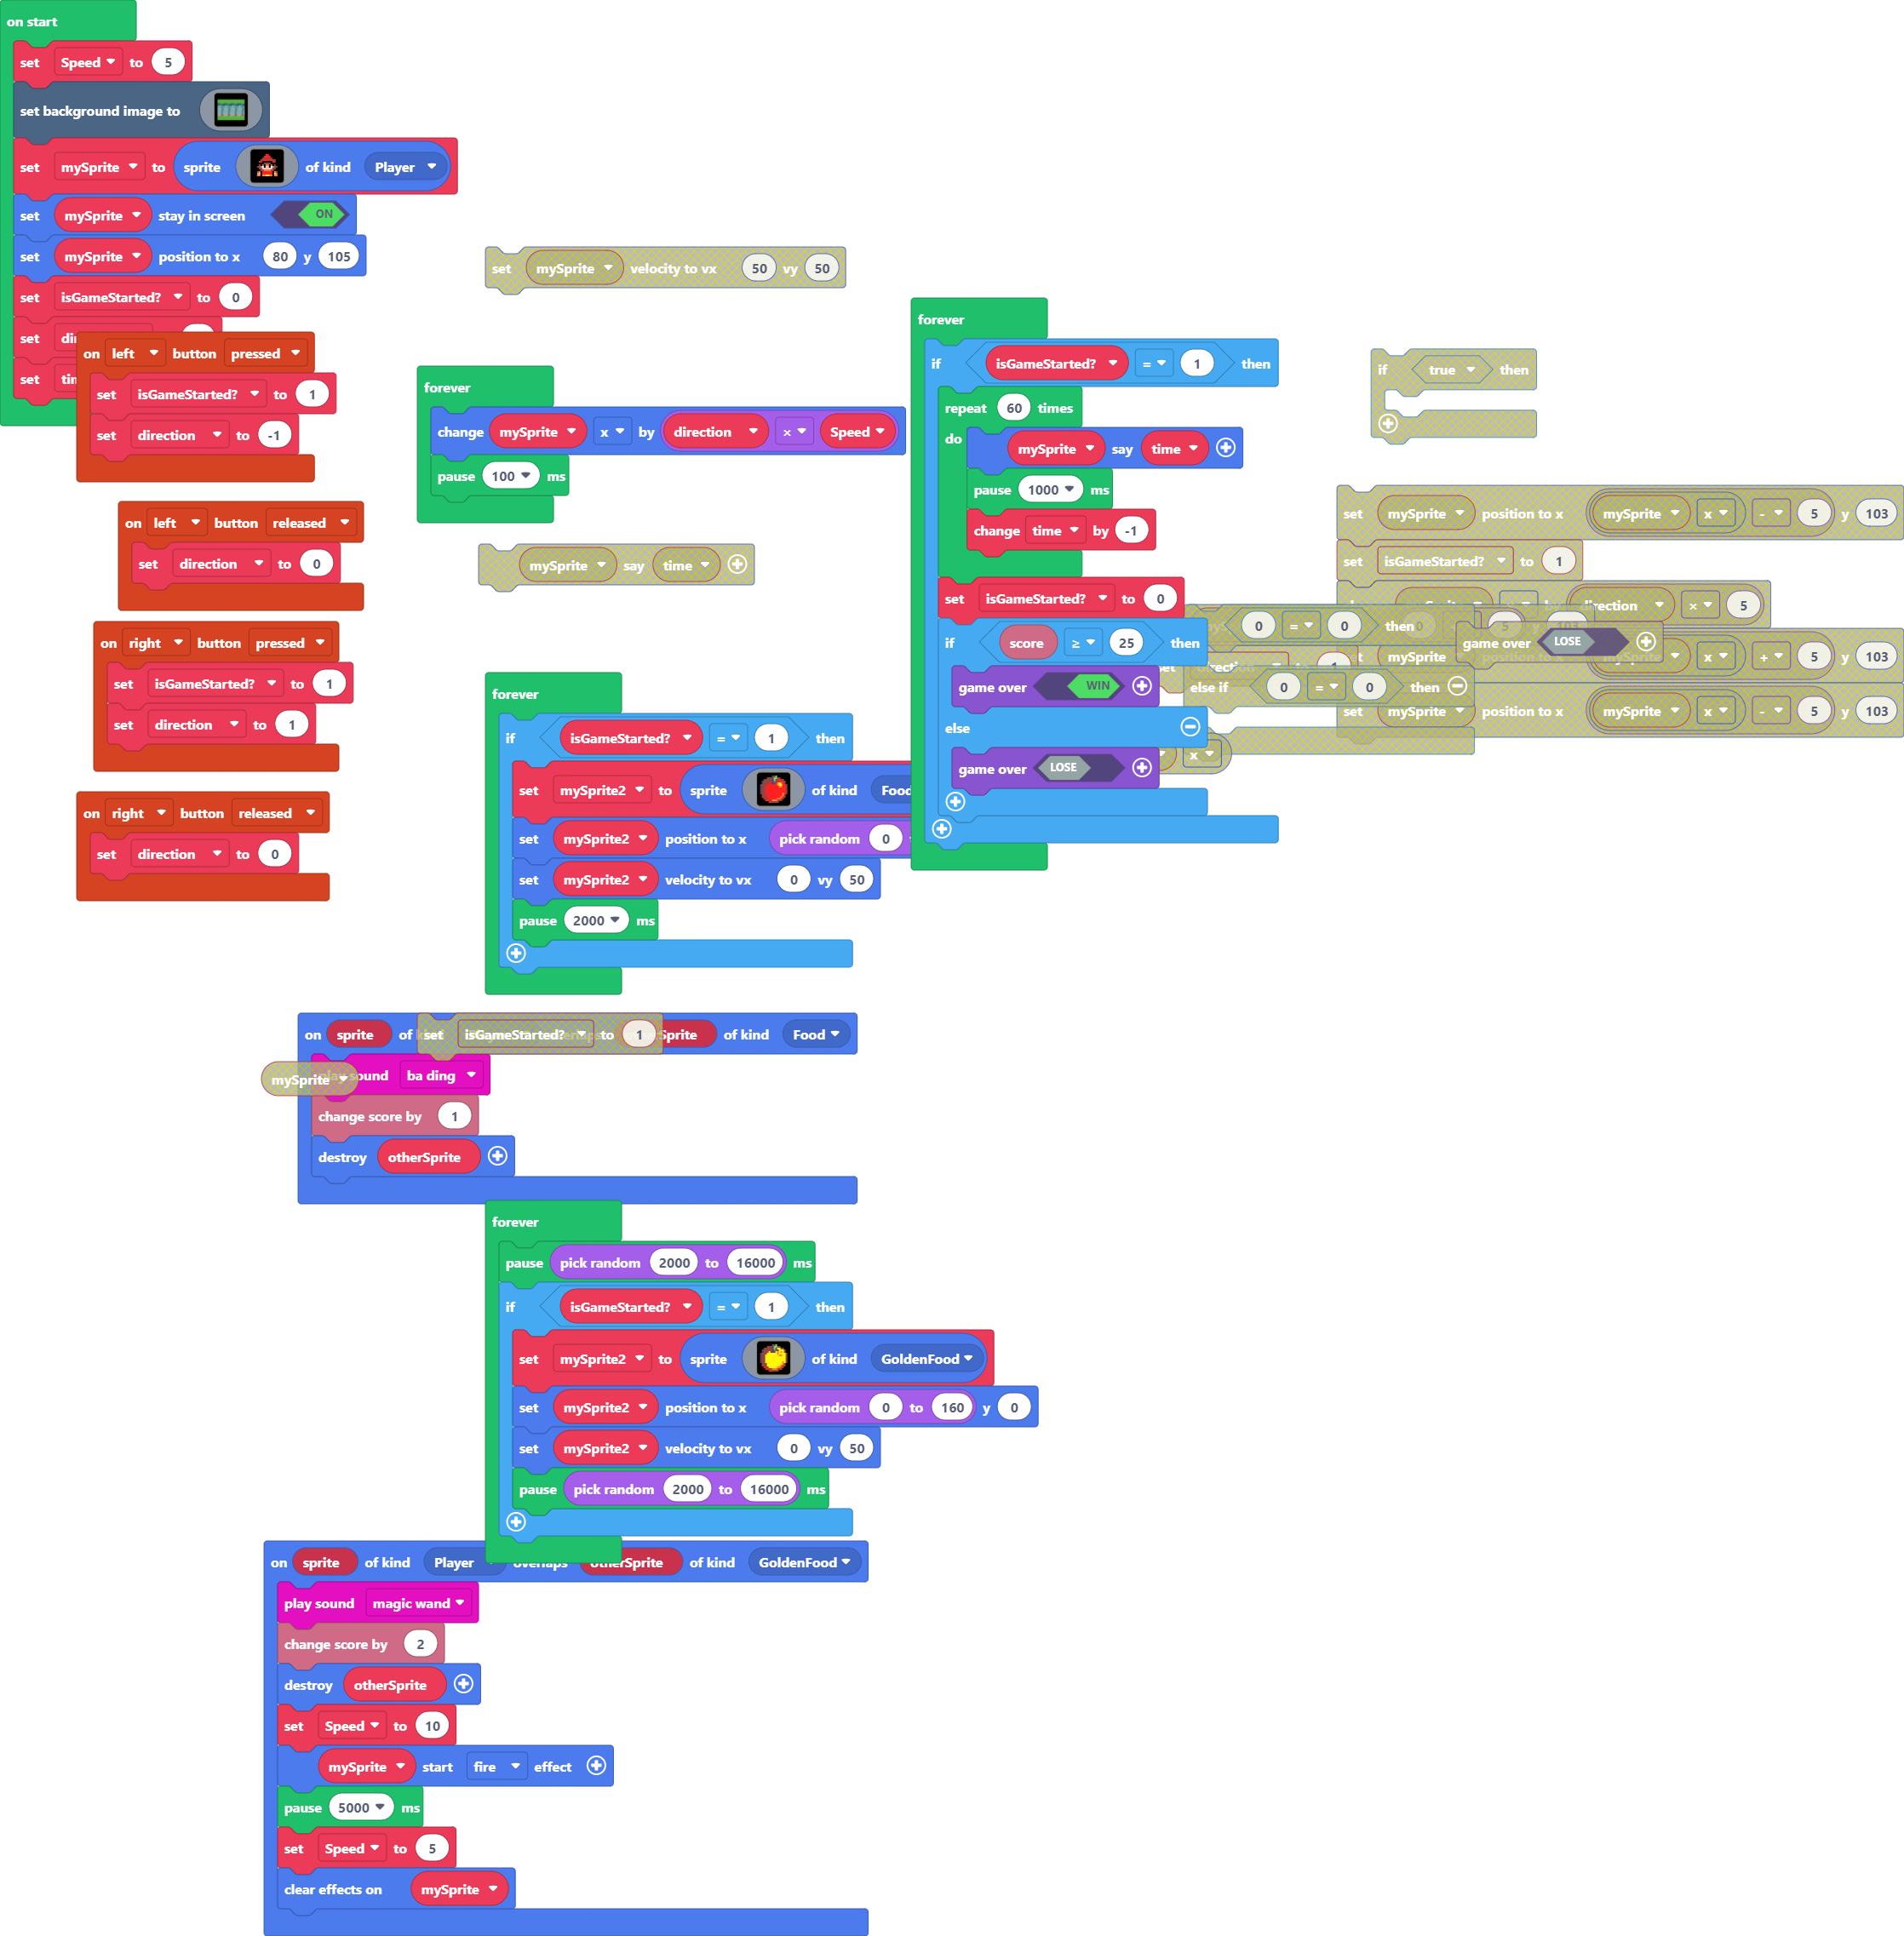 on start
set Speed to 5
set background image to
set mySprite to sprite of kind Player
set mySprite stay in screen ON
set mySprite position to x 80 y 105
set isGameStarted? to 0
set
set
on left button pressed
set isGameStarted? to 1
set direction to -1
on left button released
set direction to 0
on right button pressed
set isGameStarted? to 1
set direction to 1
on right button released
set direction to 0
set mySprite velocity to vx 50 vy 50
forever
change mySprite x by direction × Speed
pause 100 ms
mySprite say time
forever
if isGameStarted? = 1 then
set mySprite2 to sprite of kind Food
set mySprite2 position to x pick random 0
set mySprite2 velocity to vx 0 vy 50
pause 2000 ms
forever
if isGameStarted? = 1 then
repeat 60 times
do mySprite say time
pause 1000 ms
change time by -1
set isGameStarted? to 0
if score ≥ 25 then
game over WIN
else
game over LOSE
if true then
set mySprite position to x mySprite x - 5 y 103
set isGameStarted? to 1
direction × 5
mySprite position to x mySprite x + 5 y 103
set mySprite position to x mySprite x - 5 y 103
0 = 0 then
else if 0 = 0 then
game over LOSE
x
on sprite of kind Food
set isGameStarted? to 1
mySprite
sound ba ding
change score by 1
destroy otherSprite
forever
pause pick random 2000 to 16000 ms
if isGameStarted? = 1 then
set mySprite2 to sprite of kind GoldenFood
set mySprite2 position to x pick random 0 to 160 y 0
set mySprite2 velocity to vx 0 vy 50
pause pick random 2000 to 16000 ms
on sprite of kind Player overlaps otherSprite of kind GoldenFood
play sound magic wand
change score by 2
destroy otherSprite
set Speed to 10
mySprite start fire effect
pause 5000 ms
set Speed to 5
clear effects on mySprite